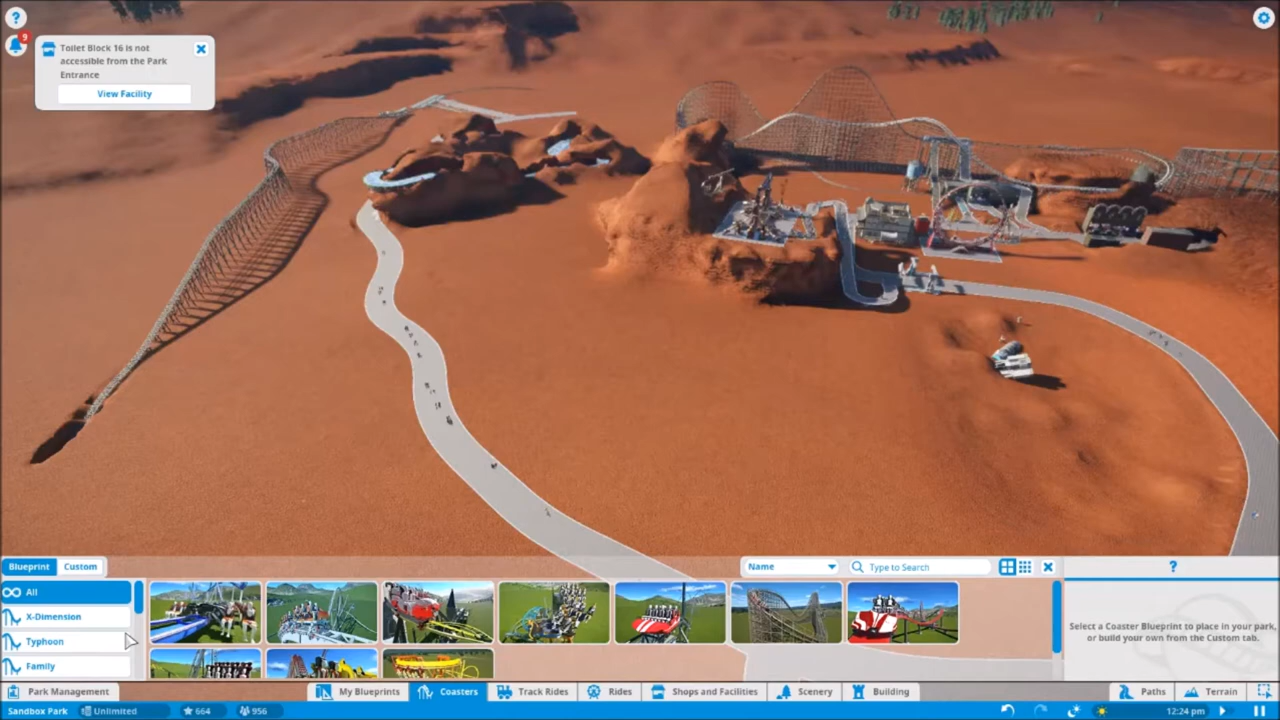 ?
9
Toilet Block 16 is not
accessible from the Park
Entrance
View Facility
Blueprint
Custom
Name
Type to Search
?
All
X-Dimension
Typhoon
Family
Select a Coaster Blueprint to place in your park,
or build your own from the Custom tab.
Park Management
My Blueprints
Coasters
Track Rides
Rides
Shops and Facilities
Scenery
Building
Paths
Terrain
Sandbox Park
Unlimited
664
956
12:24 pm